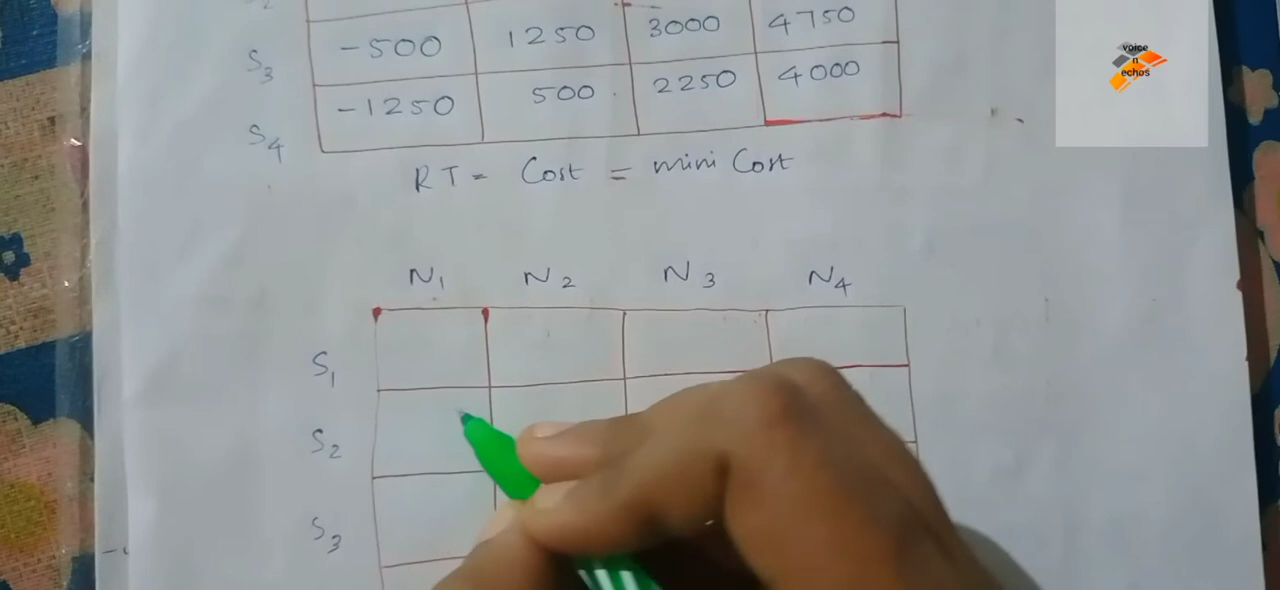 -500 1250 3000 4750
S3
-1250 500 2250 4000
S4
RT = Cost = mini Cost
N1 N2 N3 N4
S1
S2
S3
voice
n
echos